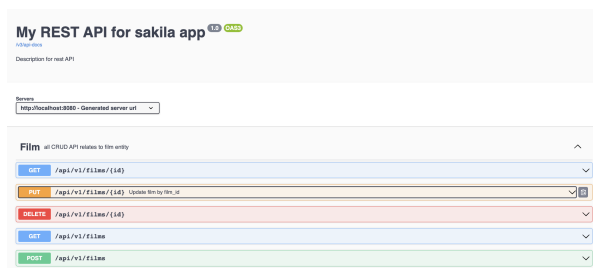 My REST API for sakila app 1.0 OAS3
/v3/api-docs
Description for rest API
Servers
http://localhost:8080 - Generated server url
Film all CRUD API relates to film entity
GET /api/v1/films/{id}
PUT /api/v1/films/{id} Update film by film_id
DELETE /api/v1/films/{id}
GET /api/v1/films
POST /api/v1/films